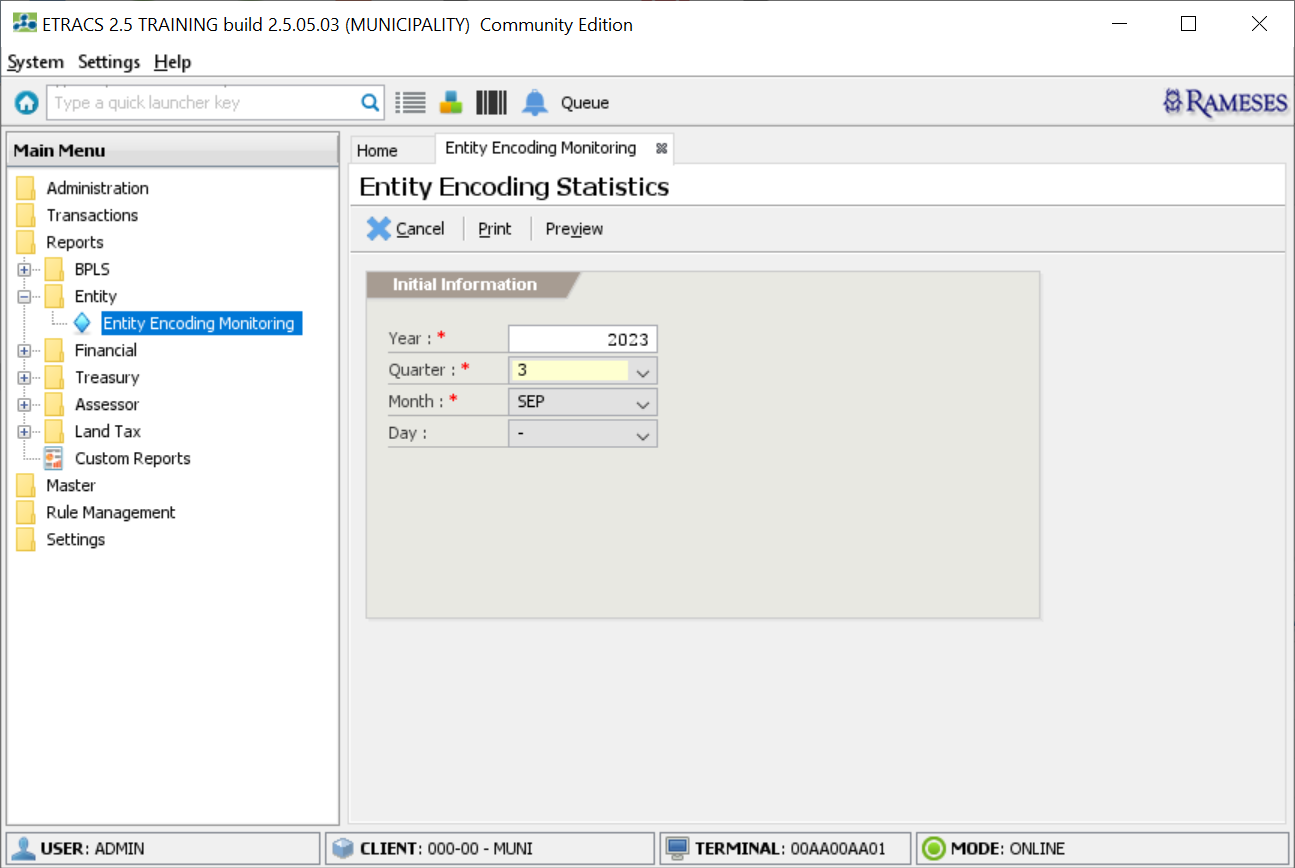 ETRACS 2.5 TRAINING build 2.5.05.03 (MUNICIPALITY)  Community Edition
System Settings Help
Type a quick launcher key
Queue
RAMESES
Main Menu
Administration
Transactions
Reports
BPLS
Entity
Entity Encoding Monitoring
Financial
Treasury
Assessor
Land Tax
Custom Reports
Master
Rule Management
Settings
Home
Entity Encoding Monitoring
Entity Encoding Statistics
Cancel Print Preview
Initial Information
Year : * 2023
Quarter : * 3
Month : * SEP
Day : -
USER: ADMIN
CLIENT: 000-00 - MUNI
TERMINAL: 00AA00AA01
MODE: ONLINE